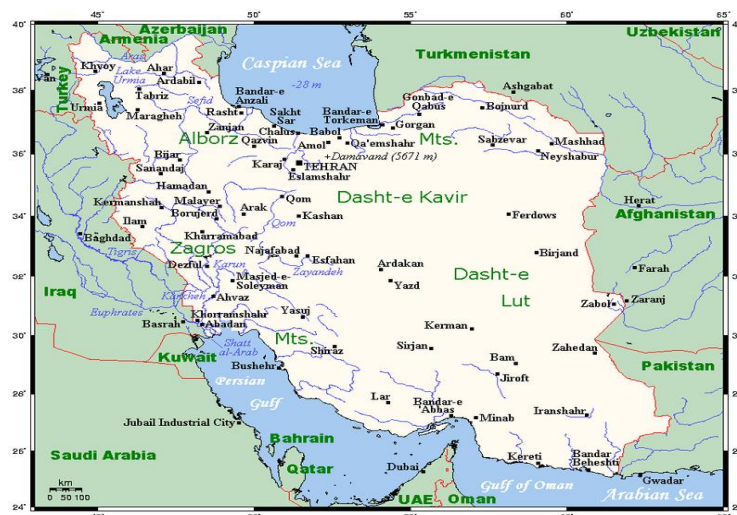 45' 50' 55' 60' 65'
40' Azerbaijan
Armenia
Uzbekistan
Caspian Sea
Turkmenistan
Aras
Khvoy
Ahar
Van
Lake
Urmia
Ardabil
-28 m
Turkey
Ashgabat
38'
Tabriz
Bandar-e
Anzali
Gonbad-e
Qabus
Bojnurd
Urmia
Sefid
Rasht
Sakht
Sar
Bandar-e
Torkeman
Maragheh
Gorgan
Zanjan
Chalus
Babol
Alborz
Qazvin
Amol
Qa'emshahr
Mts.
Sabzevar
Mashhad
36'
Bijar
+Damavand (5671 m)
Neyshabur
Sanandaj
Karaj
TEHRAN
Eslamshahr
Hamadan
Dasht-e Kavir
Kermanshah
Malayer
Qom
Herat
Borujerd
Arak
34'
Ilam
Qom
Kashan
Ferdows
Afghanistan
Baghdad
Kharramabad
Tigris
Zagros
Najafabad
Esfahan
Birjand
Dezful
Karun
Zayandeh
Ardakan
Dasht-e
Farah
32'
Masjed-e-
Soleyman
Yazd
Lut
Iraq
Karkheh
Ahvaz
Zabol
Zaranj
Euphrates
Khorramshahr
Yasuj
Basrah
Abadan
Kerman
30'
Shatt
al-Arab
Mts.
Shiraz
Sirjan
Zahedan
Kuwait
Bushehr
Bam
Pakistan
Persian
Gulf
Jiroft
28'
Lar
Bandar-e
Abbas
Minab
Iranshahr
Jubail Industrial City
Bahrain
26'
Saudi Arabia
Qatar
Dubai
Kereti
Bandar
Beheshti
km
0 50 100
Gulf of Oman
Gwadar
UAE
Oman
Arabian Sea
24'